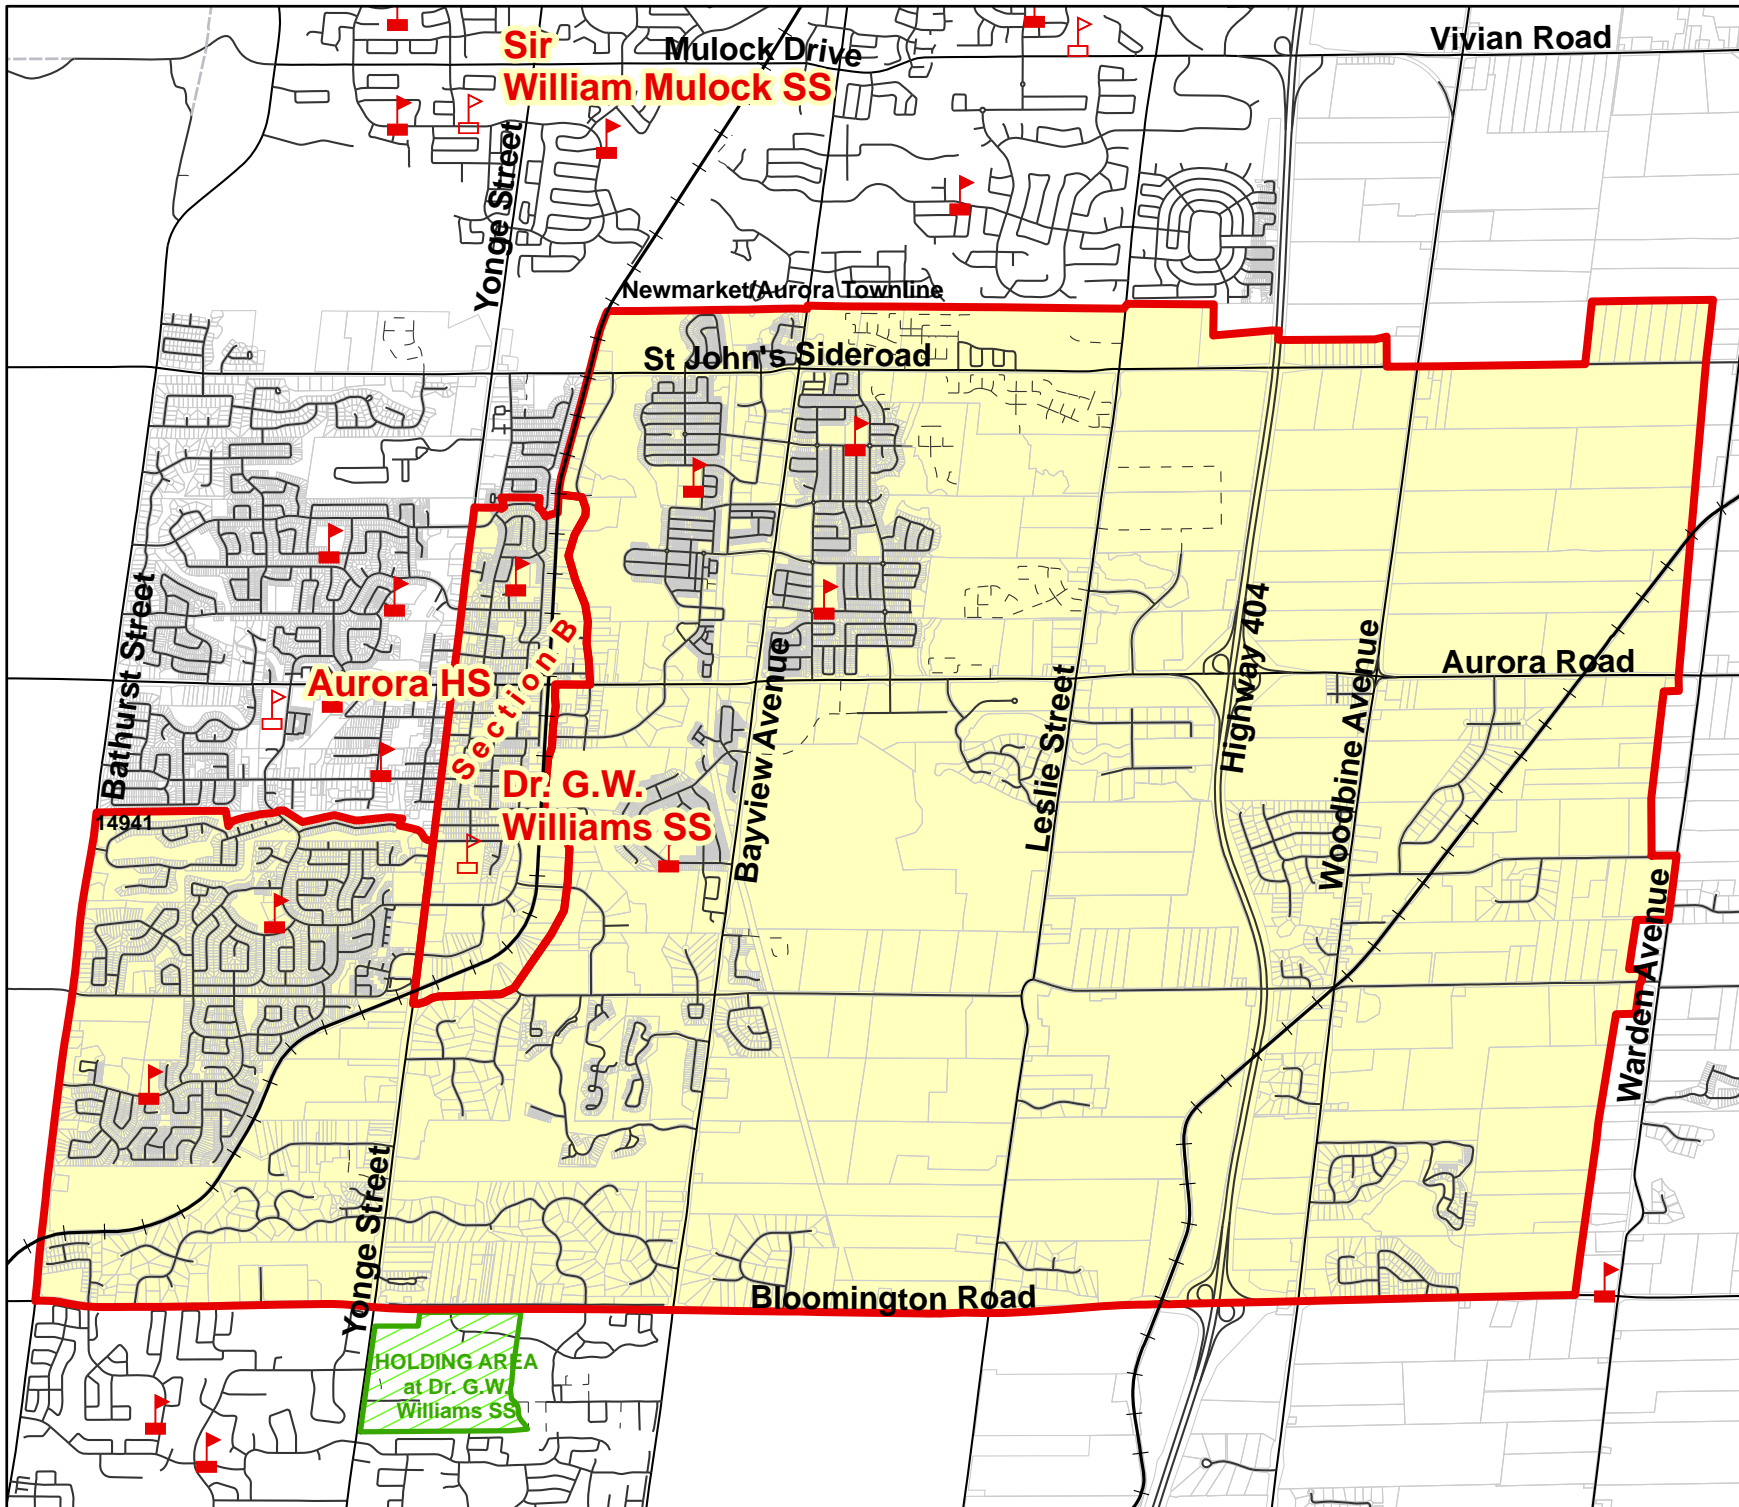 Sir
William Mulock SS
Mulock Drive
Vivian Road
Yonge Street
Newmarket/Aurora Townline
St John's Sideroad
Bathurst Street
Aurora HS
Section B
Aurora Road
Highway 404
Woodbine Avenue
Leslie Street
Bayview Avenue
Dr. G.W.
Williams SS
14941
Warden Avenue
Yonge Street
Bloomington Road
HOLDING AREA
at Dr. G.W.
Williams SS